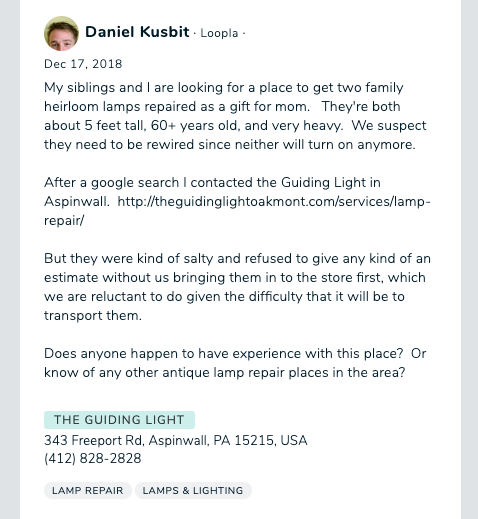 Daniel Kusbit · Loopla ·
Dec 17, 2018
My siblings and I are looking for a place to get two family
heirloom lamps repaired as a gift for mom.   They're both
about 5 feet tall, 60+ years old, and very heavy.  We suspect
they need to be rewired since neither will turn on anymore.
After a google search I contacted the Guiding Light in
Aspinwall.  http://theguidinglightoakmont.com/services/lamp-
repair/
But they were kind of salty and refused to give any kind of an
estimate without us bringing them in to the store first, which
we are reluctant to do given the difficulty that it will be to
transport them.
Does anyone happen to have experience with this place?  Or
know of any other antique lamp repair places in the area?
THE GUIDING LIGHT
343 Freeport Rd, Aspinwall, PA 15215, USA
(412) 828-2828
LAMP REPAIR LAMPS & LIGHTING